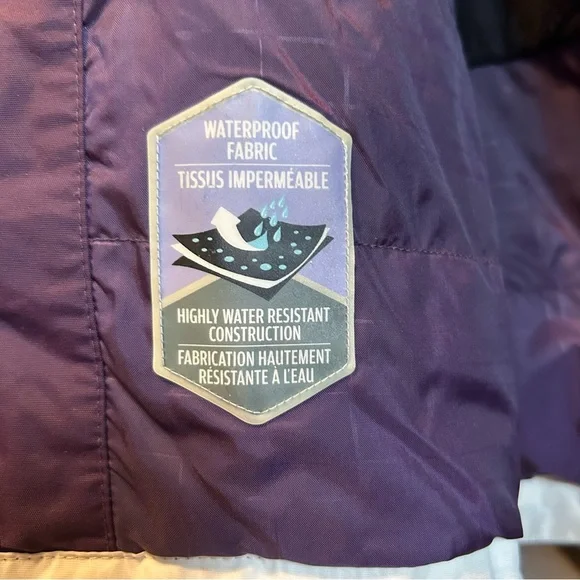 WATERPROOF
FABRIC
TISSUS IMPERMÉABLE
HIGHLY WATER RESISTANT
CONSTRUCTION
FABRICATION HAUTEMENT
RÉSISTANTE À L'EAU